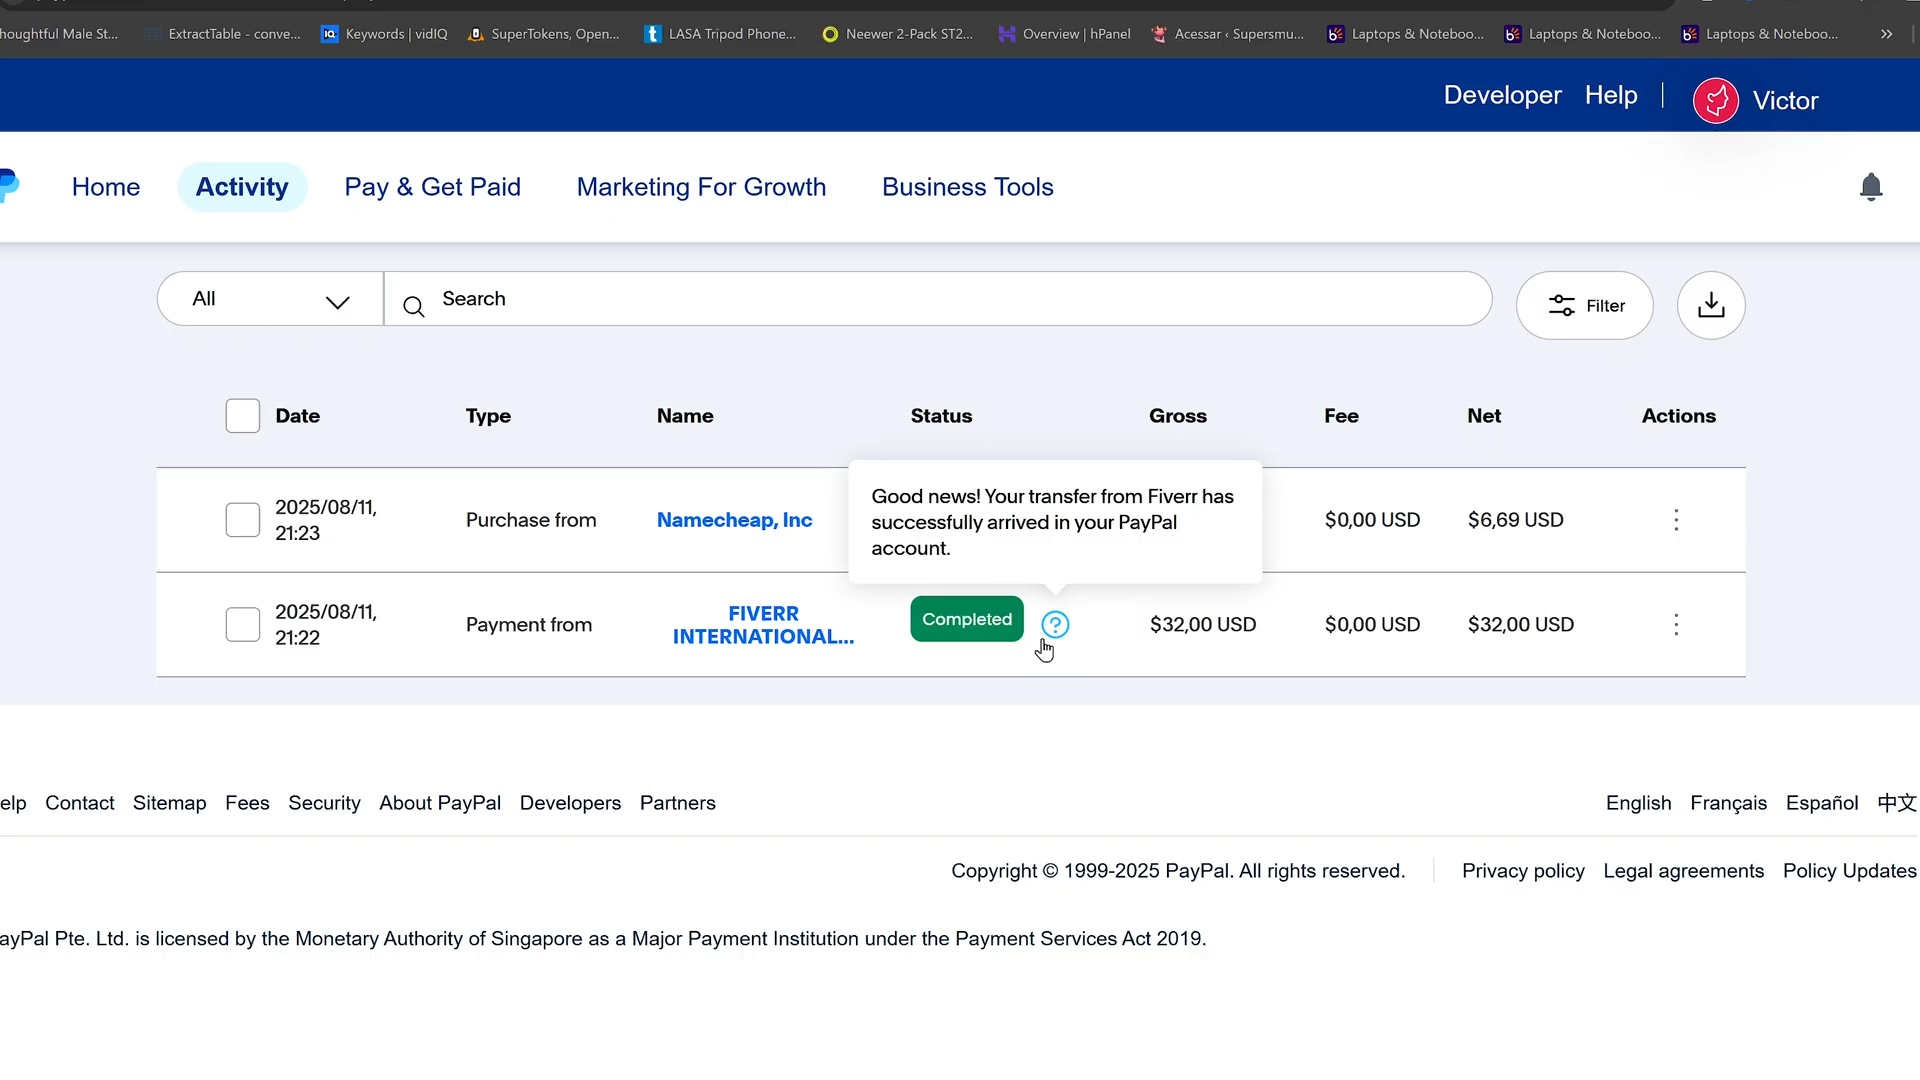 houghtful Male St...
ExtractTable - conve...
Keywords | vidIQ
SuperTokens, Open...
LASA Tripod Phone...
Neewer 2-Pack ST2...
Overview | hPanel
Acessar ‹ Supersmu...
Laptops & Noteboo...
Laptops & Noteboo...
Laptops & Noteboo...
Developer Help Victor
Home Activity Pay & Get Paid Marketing For Growth Business Tools
All Search Filter
Date Type Name Status Gross Fee Net Actions
Good news! Your transfer from Fiverr has
successfully arrived in your PayPal
account.
2025/08/11,
21:23
Purchase from Namecheap, Inc $0,00 USD $6,69 USD
2025/08/11,
21:22
Payment from
FIVERR
INTERNATIONAL...
Completed ? $32,00 USD $0,00 USD $32,00 USD
elp Contact Sitemap Fees Security About PayPal Developers Partners
English Français Español 中文
Copyright © 1999-2025 PayPal. All rights reserved. Privacy policy Legal agreements Policy Updates
ayPal Pte. Ltd. is licensed by the Monetary Authority of Singapore as a Major Payment Institution under the Payment Services Act 2019.